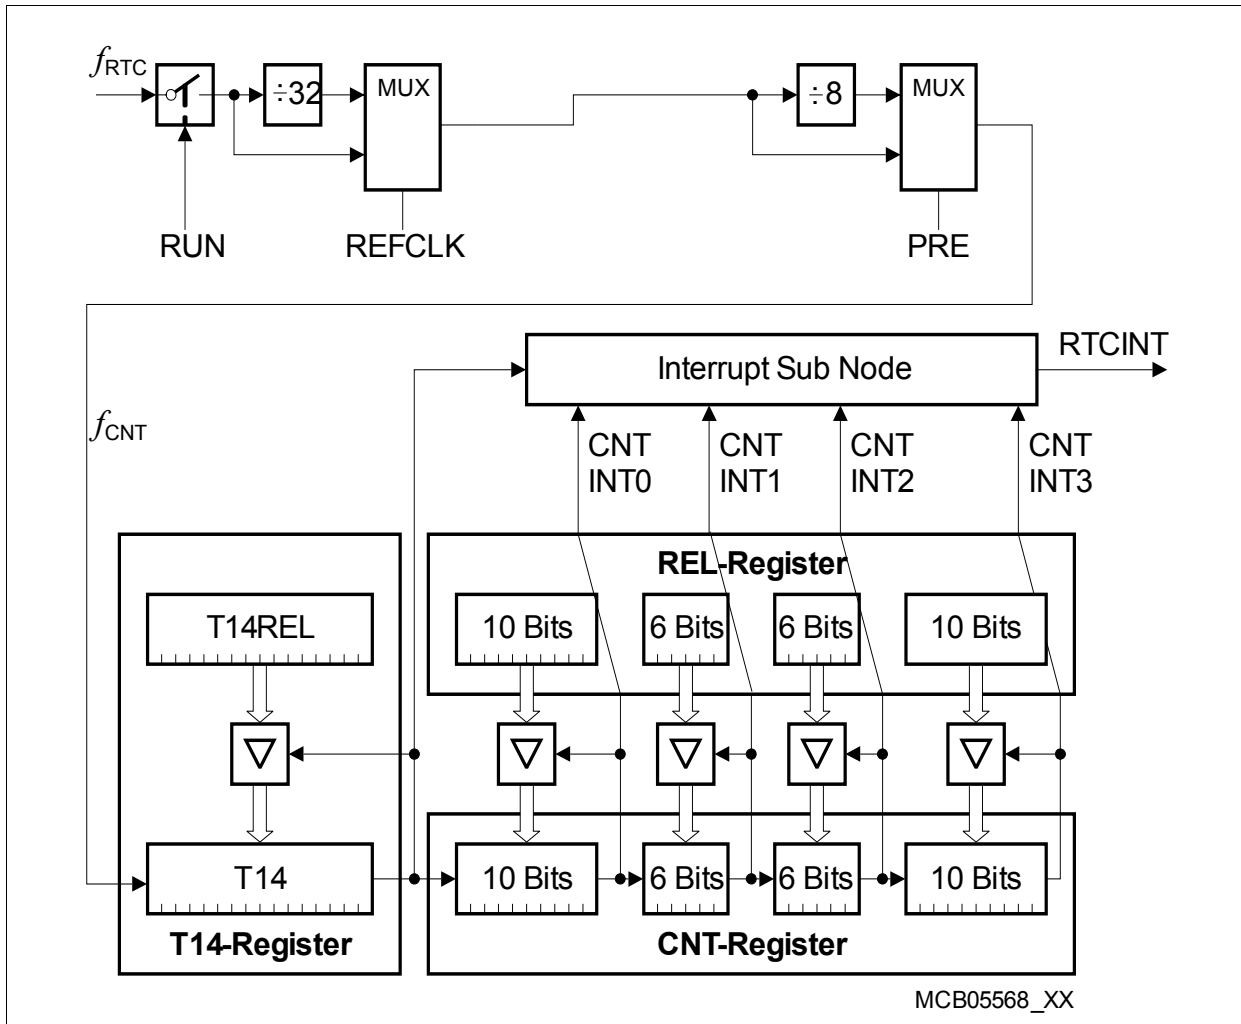 fRTC
÷32
MUX
÷8
MUX
RUN
REFCLK
PRE
Interrupt Sub Node
RTCINT
fCNT
CNT
INT0
CNT
INT1
CNT
INT2
CNT
INT3
REL-Register
T14REL
10 Bits
6 Bits
6 Bits
10 Bits
T14
10 Bits
6 Bits
6 Bits
10 Bits
T14-Register
CNT-Register
MCB05568_XX